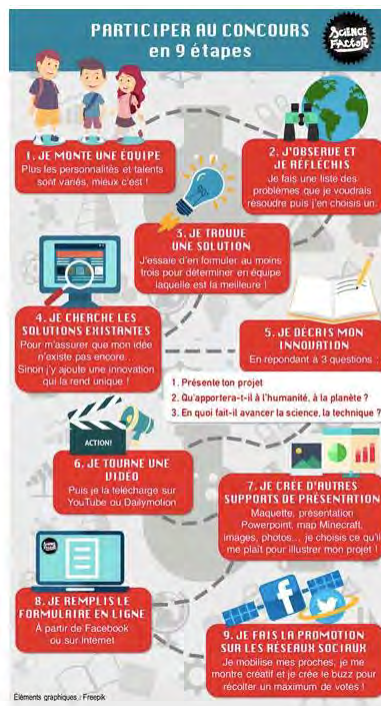 PARTICIPER AU CONCOURS
en 9 étapes
SCIENCE
FACTOR
1. JE MONTE UNE ÉQUIPE
Plus les personnalités et talents
sont variés, mieux c'est !
2. J'OBSERVE ET
JE RÉFLÉCHIS
Je fais une liste des
problèmes que je voudrais
résoudre puis j'en choisis un.
3. JE TROUVE
UNE SOLUTION
J'essaie d'en formuler au moins
trois pour déterminer en équipe
laquelle est la meilleure !
4. JE CHERCHE LES
SOLUTIONS EXISTANTES
Pour m'assurer que mon idée
n'existe pas encore...
Sinon j'y ajoute une innovation
qui la rend unique !
5. JE DÉCRIS MON
INNOVATION
En répondant à 3 questions :
1. Présente ton projet
2. Qu'apportera-t-il à l'humanité, à la planète ?
3. En quoi fait-il avancer la science, la technique ?
ACTION!
6. JE TOURNE UNE
VIDÉO
Puis je la télécharge sur
YouTube ou Dailymotion
7. JE CRÉE D'AUTRES
SUPPORTS DE PRÉSENTATION
Maquette, présentation
Powerpoint, map Minecraft,
images, photos... je choisis ce qu'il
me plaît pour illustrer mon projet !
8. JE REMPLIS LE
FORMULAIRE EN LIGNE
À partir de Facebook
ou sur Internet
9. JE FAIS LA PROMOTION
SUR LES RÉSEAUX SOCIAUX
Je mobilise mes proches, je me
montre créatif et je crée le buzz pour
récolter un maximum de votes !
Éléments graphiques : Freepik